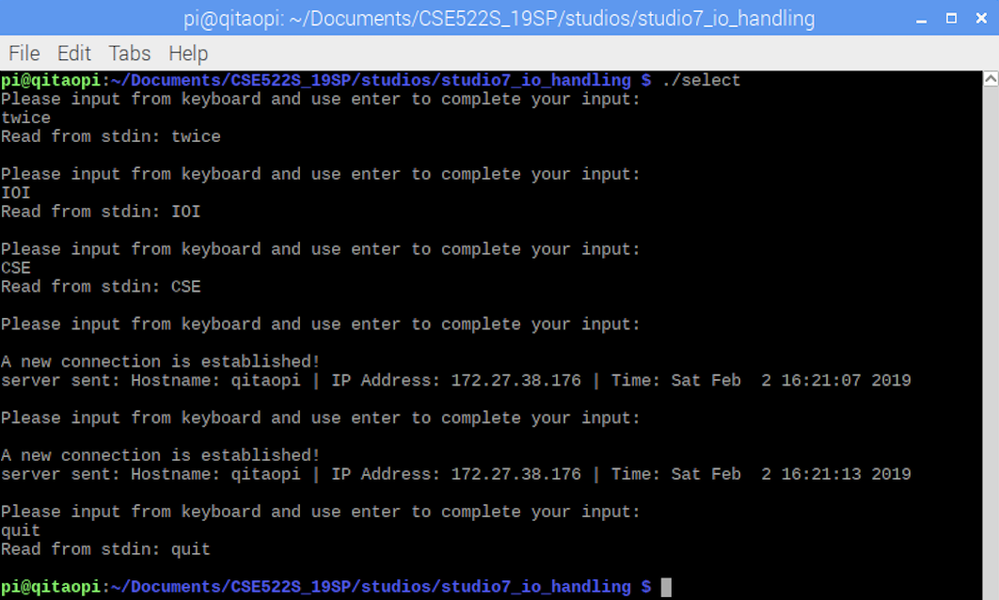 pi@qitaopi: ~/Documents/CSE522S_19SP/studios/studio7_io_handling
File Edit Tabs Help
pi@qitaopi:~/Documents/CSE522S_19SP/studios/studio7_io_handling $ ./select
Please input from keyboard and use enter to complete your input:
twice
Read from stdin: twice
Please input from keyboard and use enter to complete your input:
IOI
Read from stdin: IOI
Please input from keyboard and use enter to complete your input:
CSE
Read from stdin: CSE
Please input from keyboard and use enter to complete your input:
A new connection is established!
server sent: Hostname: qitaopi | IP Address: 172.27.38.176 | Time: Sat Feb  2 16:21:07 2019
Please input from keyboard and use enter to complete your input:
A new connection is established!
server sent: Hostname: qitaopi | IP Address: 172.27.38.176 | Time: Sat Feb  2 16:21:13 2019
Please input from keyboard and use enter to complete your input:
quit
Read from stdin: quit
pi@qitaopi:~/Documents/CSE522S_19SP/studios/studio7_io_handling $